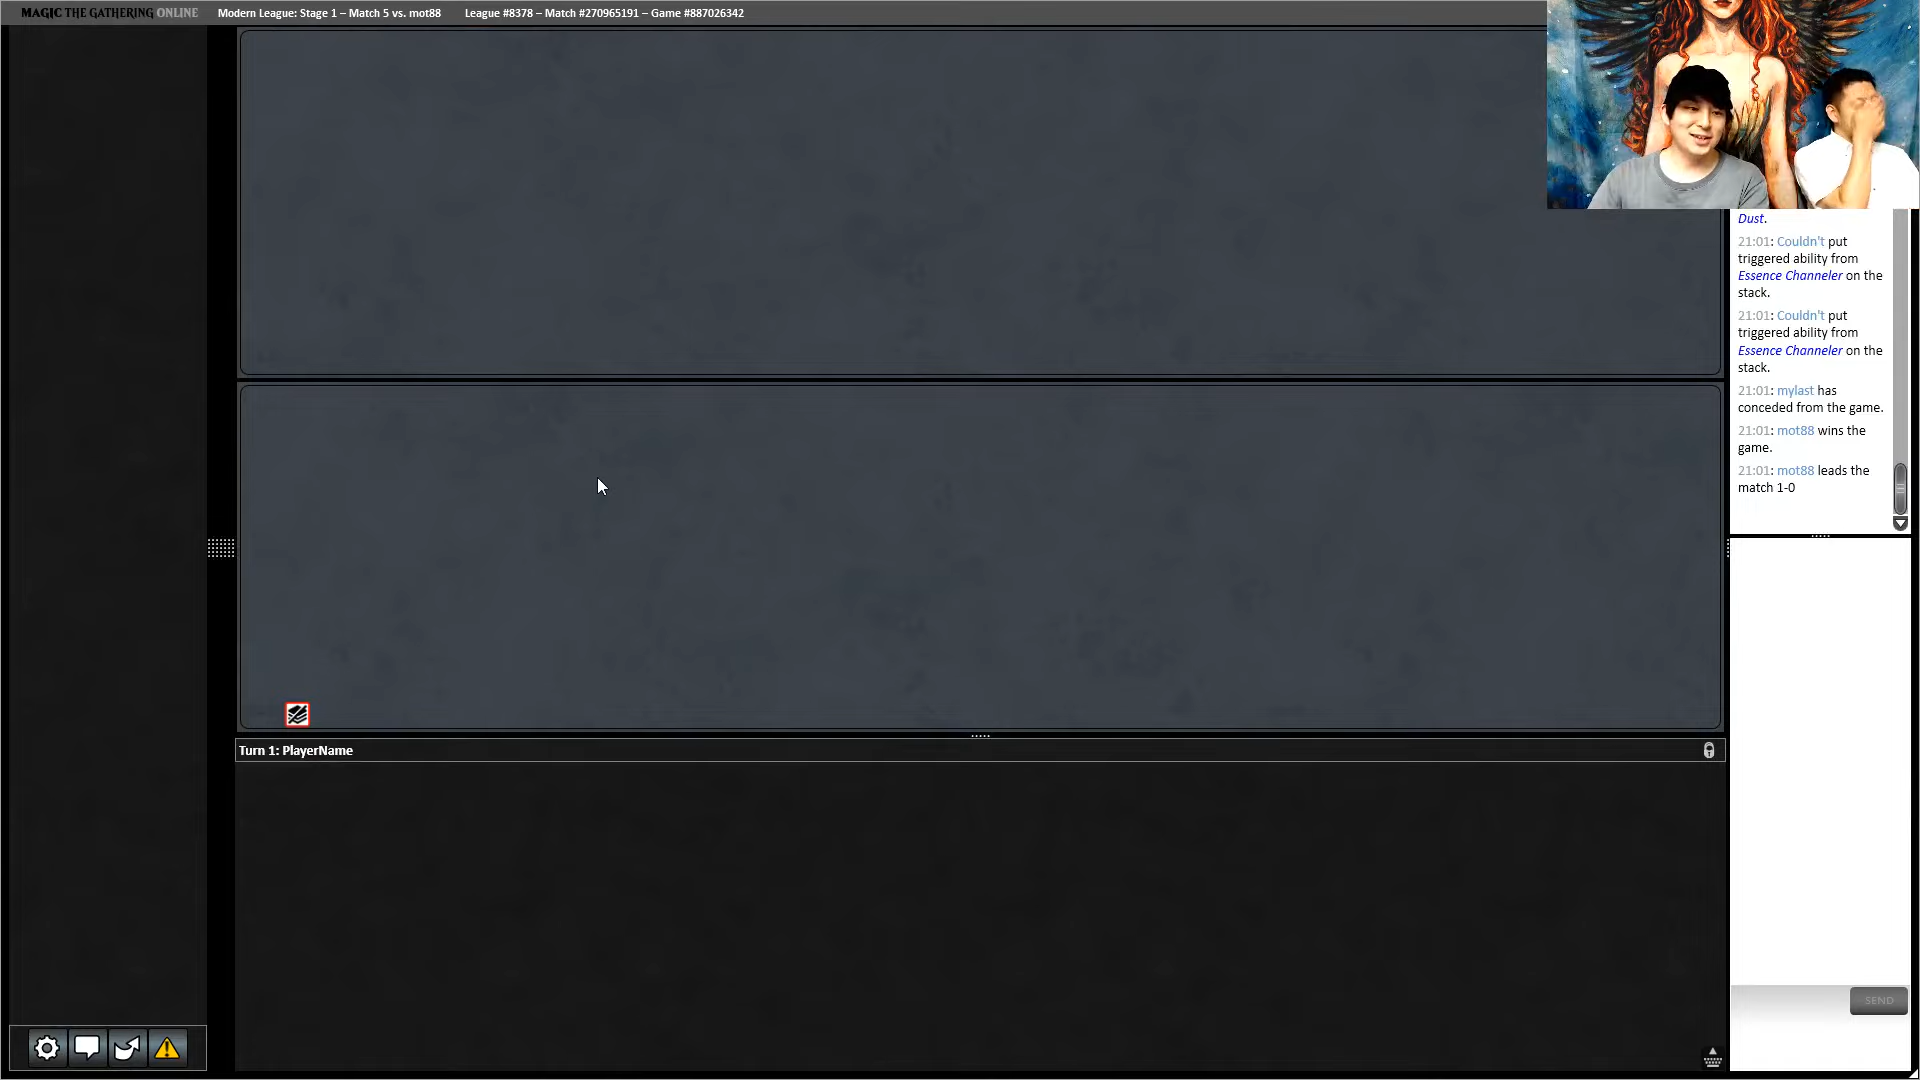 MAGIC THE GATHERING ONLINE
Modern League: Stage 1 – Match 5 vs. mot88
League #8378 – Match #270965191 – Game #887026342
Dust.
21:01: Couldn't put
triggered ability from
Essence Channeler on the
stack.
21:01: Couldn't put
triggered ability from
Essence Channeler on the
stack.
21:01: mylast has
conceded from the game.
21:01: mot88 wins the
game.
21:01: mot88 leads the
match 1-0
Turn 1: PlayerName
SEND